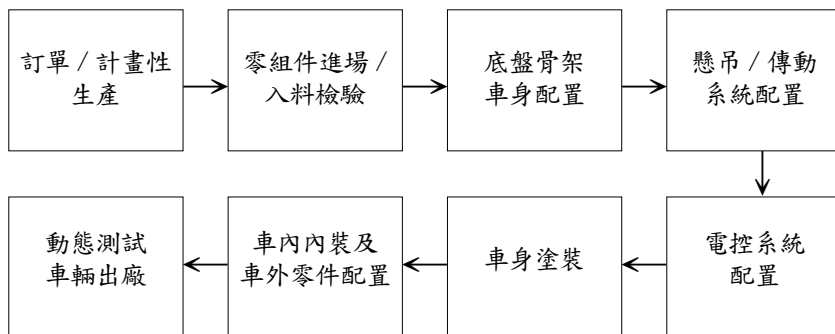 訂單／計畫性
生產
零組件進場／
入料檢驗
底盤骨架
車身配置
懸吊／傳動
系統配置
電控系統
配置
車身塗裝
車內內裝及
車外零件配置
動態測試
車輛出廠